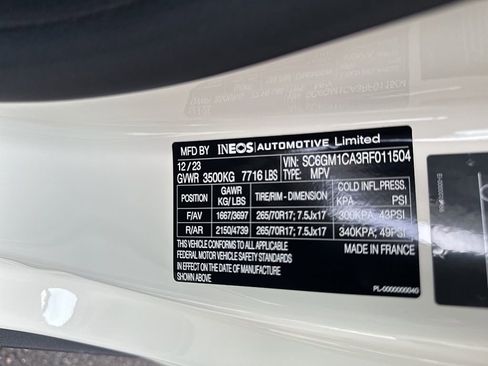 MFD BY INEOS AUTOMOTIVE Limited
12/23 VIN: SC6GM1CA3RF011504
GVWR 3500KG 7716 LBS TYPE: MPV
POSITION GAWR KG/LBS TIRE/RIM - DIMENSION COLD INFL.PRESS. KPA PSI
F/AV 1667/3697 265/70R17; 7.5Jx17 300KPA; 43PSI
R/AR 2150/4739 265/70R17; 7.5Jx17 340KPA; 49PSI
THIS VEHICLE CONFORMS TO ALL APPLICABLE MADE IN FRANCE
FEDERAL MOTOR VEHICLE SAFETY STANDARDS
IN EFFECT ON THE DATE OF MANUFACTURE
SHOWN ABOVE
PL-0000000040